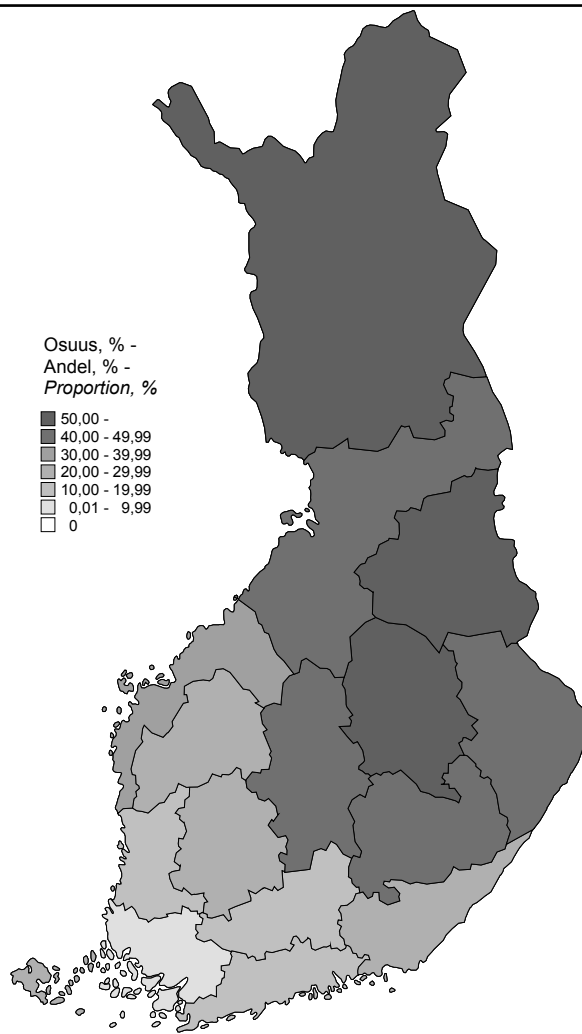 Osuus, % -
Andel, % -
Proportion, %
50,00 -
40,00 - 49,99
30,00 - 39,99
20,00 - 29,99
10,00 - 19,99
0,01 - 9,99
0